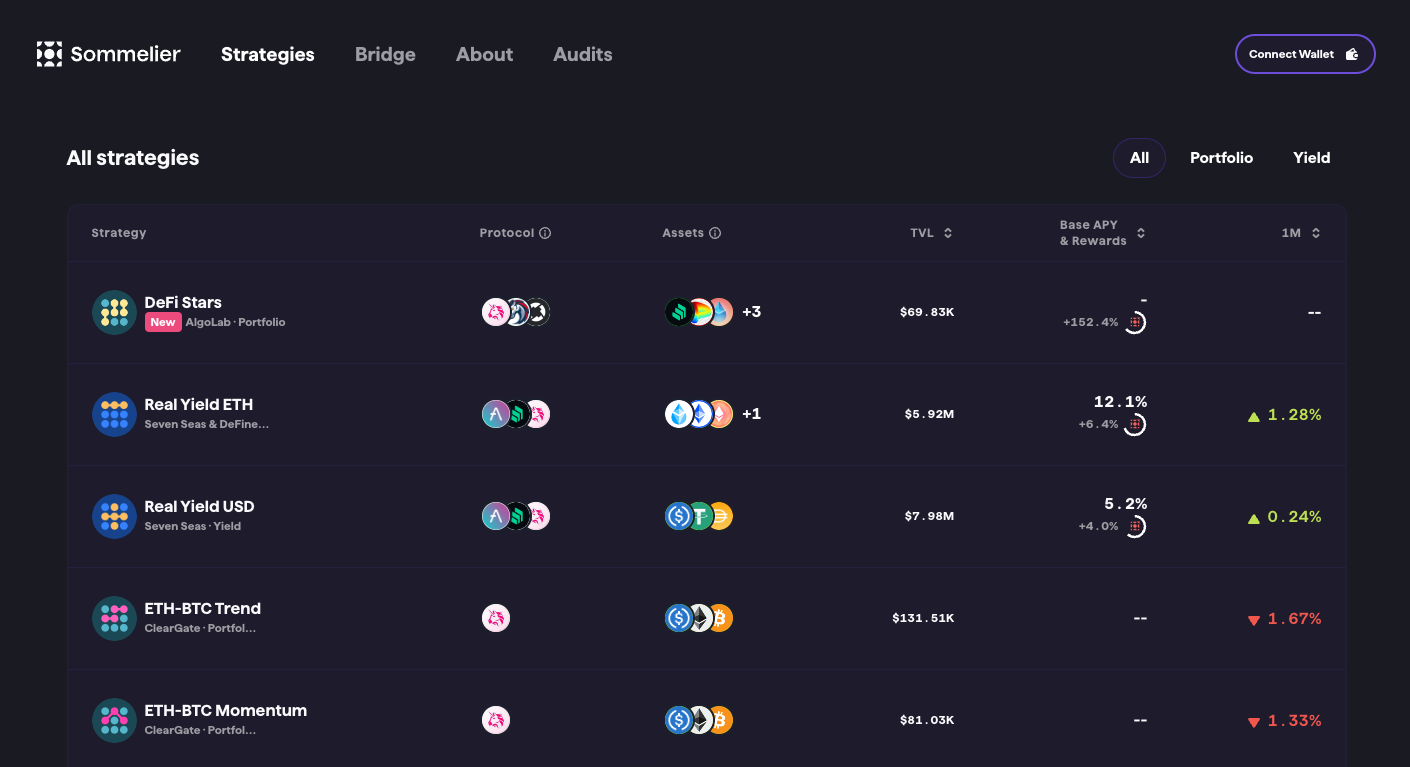 Sommelier Strategies Bridge About Audits Connect Wallet
All strategies All Portfolio Yield
Strategy Protocol Assets TVL Base APY & Rewards 1M
DeFi Stars
New AlgoLab · Portfolio
+3 $69.83K -
+152.4%
--
Real Yield ETH
Seven Seas & DeFine...
+1 $5.92M 12.1%
+6.4%
1.28%
Real Yield USD
Seven Seas · Yield
$7.98M 5.2%
+4.0%
0.24%
ETH-BTC Trend
ClearGate · Portfol...
$131.51K -- 1.67%
ETH-BTC Momentum
ClearGate · Portfol...
$81.03K -- 1.33%